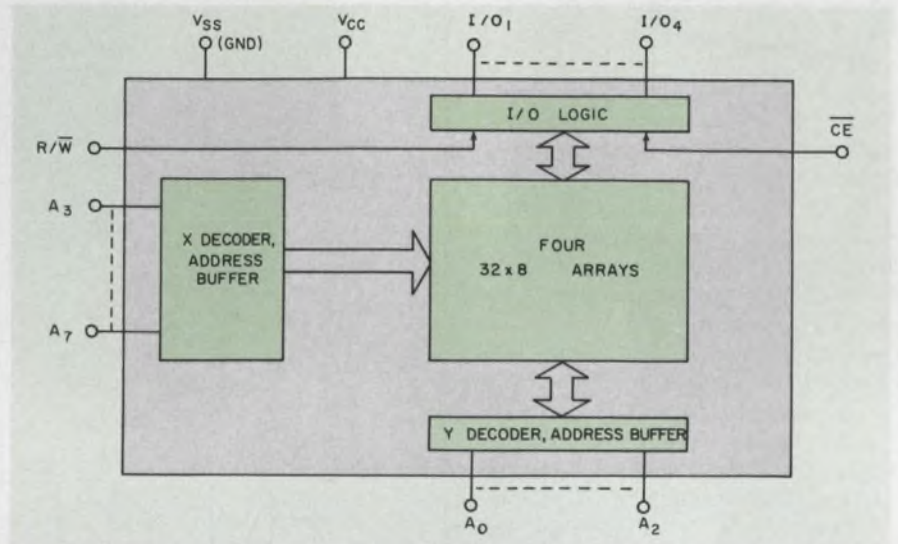 VSS (GND)
VCC
I/O1
I/O4
I/O LOGIC
R/W̅
C̅E̅
A3
X DECODER,
ADDRESS
BUFFER
FOUR
32 x 8 ARRAYS
A7
Y DECODER, ADDRESS BUFFER
A0
A2